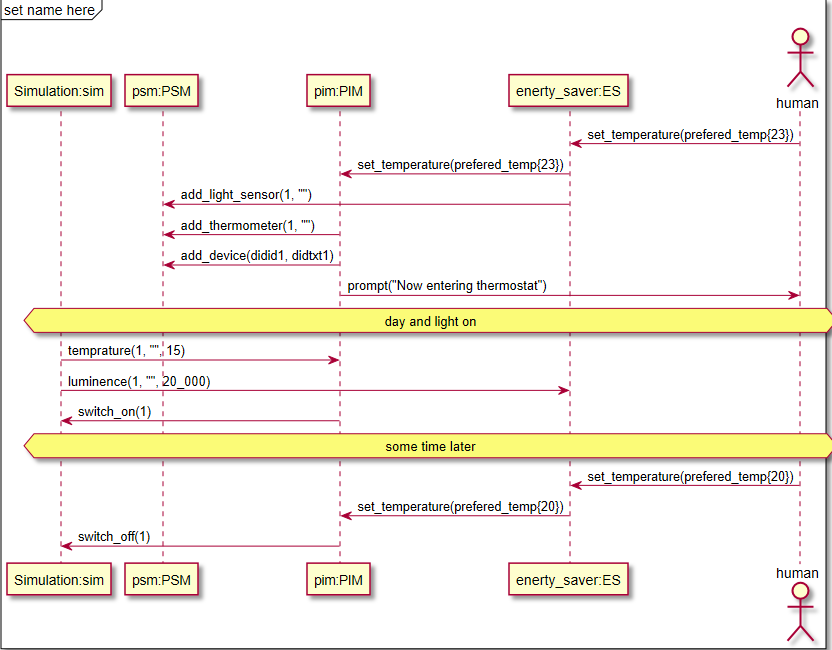 set name here
human
Simulation:sim
psm:PSM
pim:PIM
enerty_saver:ES
set_temperature(prefered_temp{23})
set_temperature(prefered_temp{23})
add_light_sensor(1, "")
add_thermometer(1, "")
add_device(didid1, didtxt1)
prompt("Now entering thermostat")
day and light on
temprature(1, "", 15)
luminence(1, "", 20_000)
switch_on(1)
some time later
set_temperature(prefered_temp{20})
set_temperature(prefered_temp{20})
switch_off(1)
Simulation:sim
psm:PSM
pim:PIM
enerty_saver:ES
human